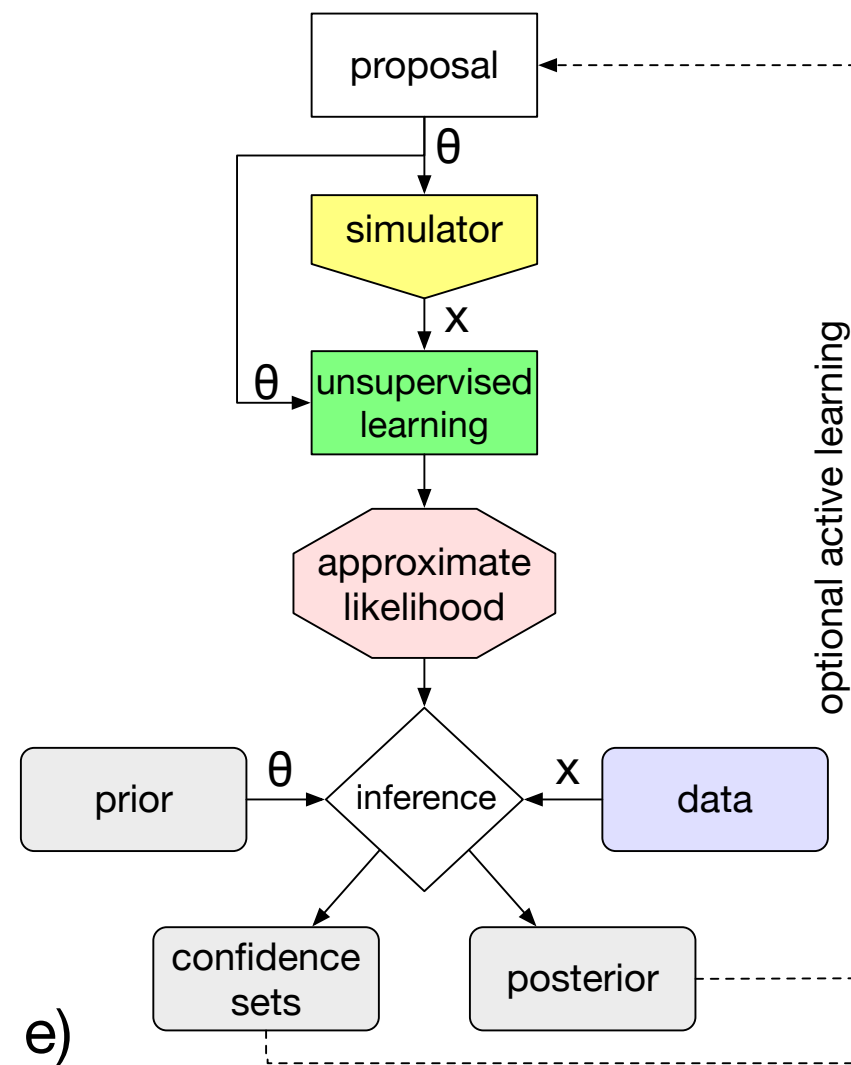 proposal
θ
simulator
x
θ
unsupervised
learning
approximate
likelihood
optional active learning
prior
θ
inference
x
data
confidence
sets
posterior
e)